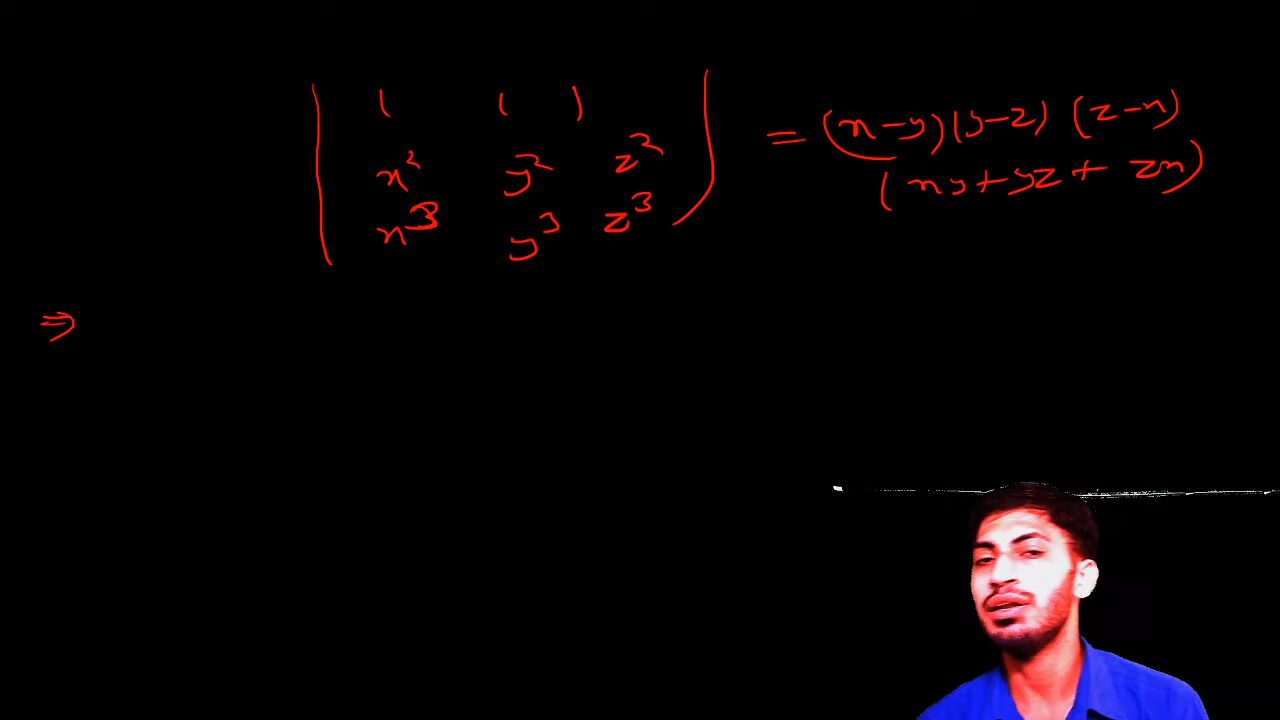 | 1 1 1 |
| x² y² z² | = (x-y)(y-z)(z-x)
| x³ y³ z³ | (xy+yz+zx)
⇒